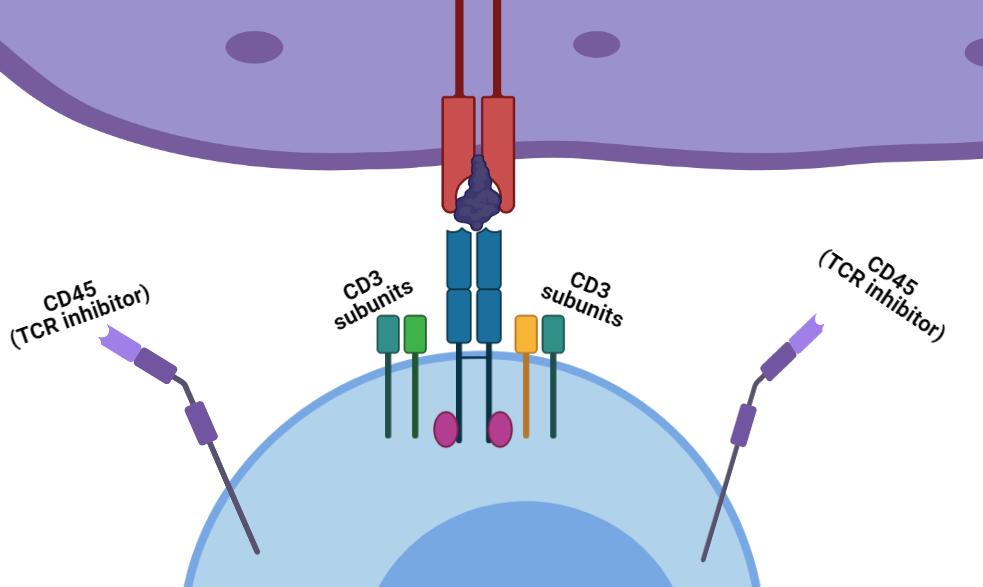 CD45
(TCR inhibitor)
CD3
subunits
CD3
subunits
CD45
(TCR inhibitor)